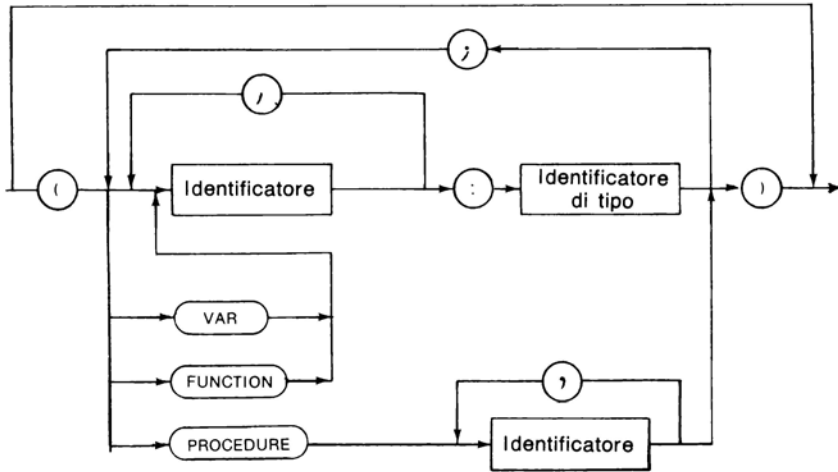 ;
,
( Identificatore : Identificatore di tipo )
VAR
FUNCTION
,
PROCEDURE Identificatore